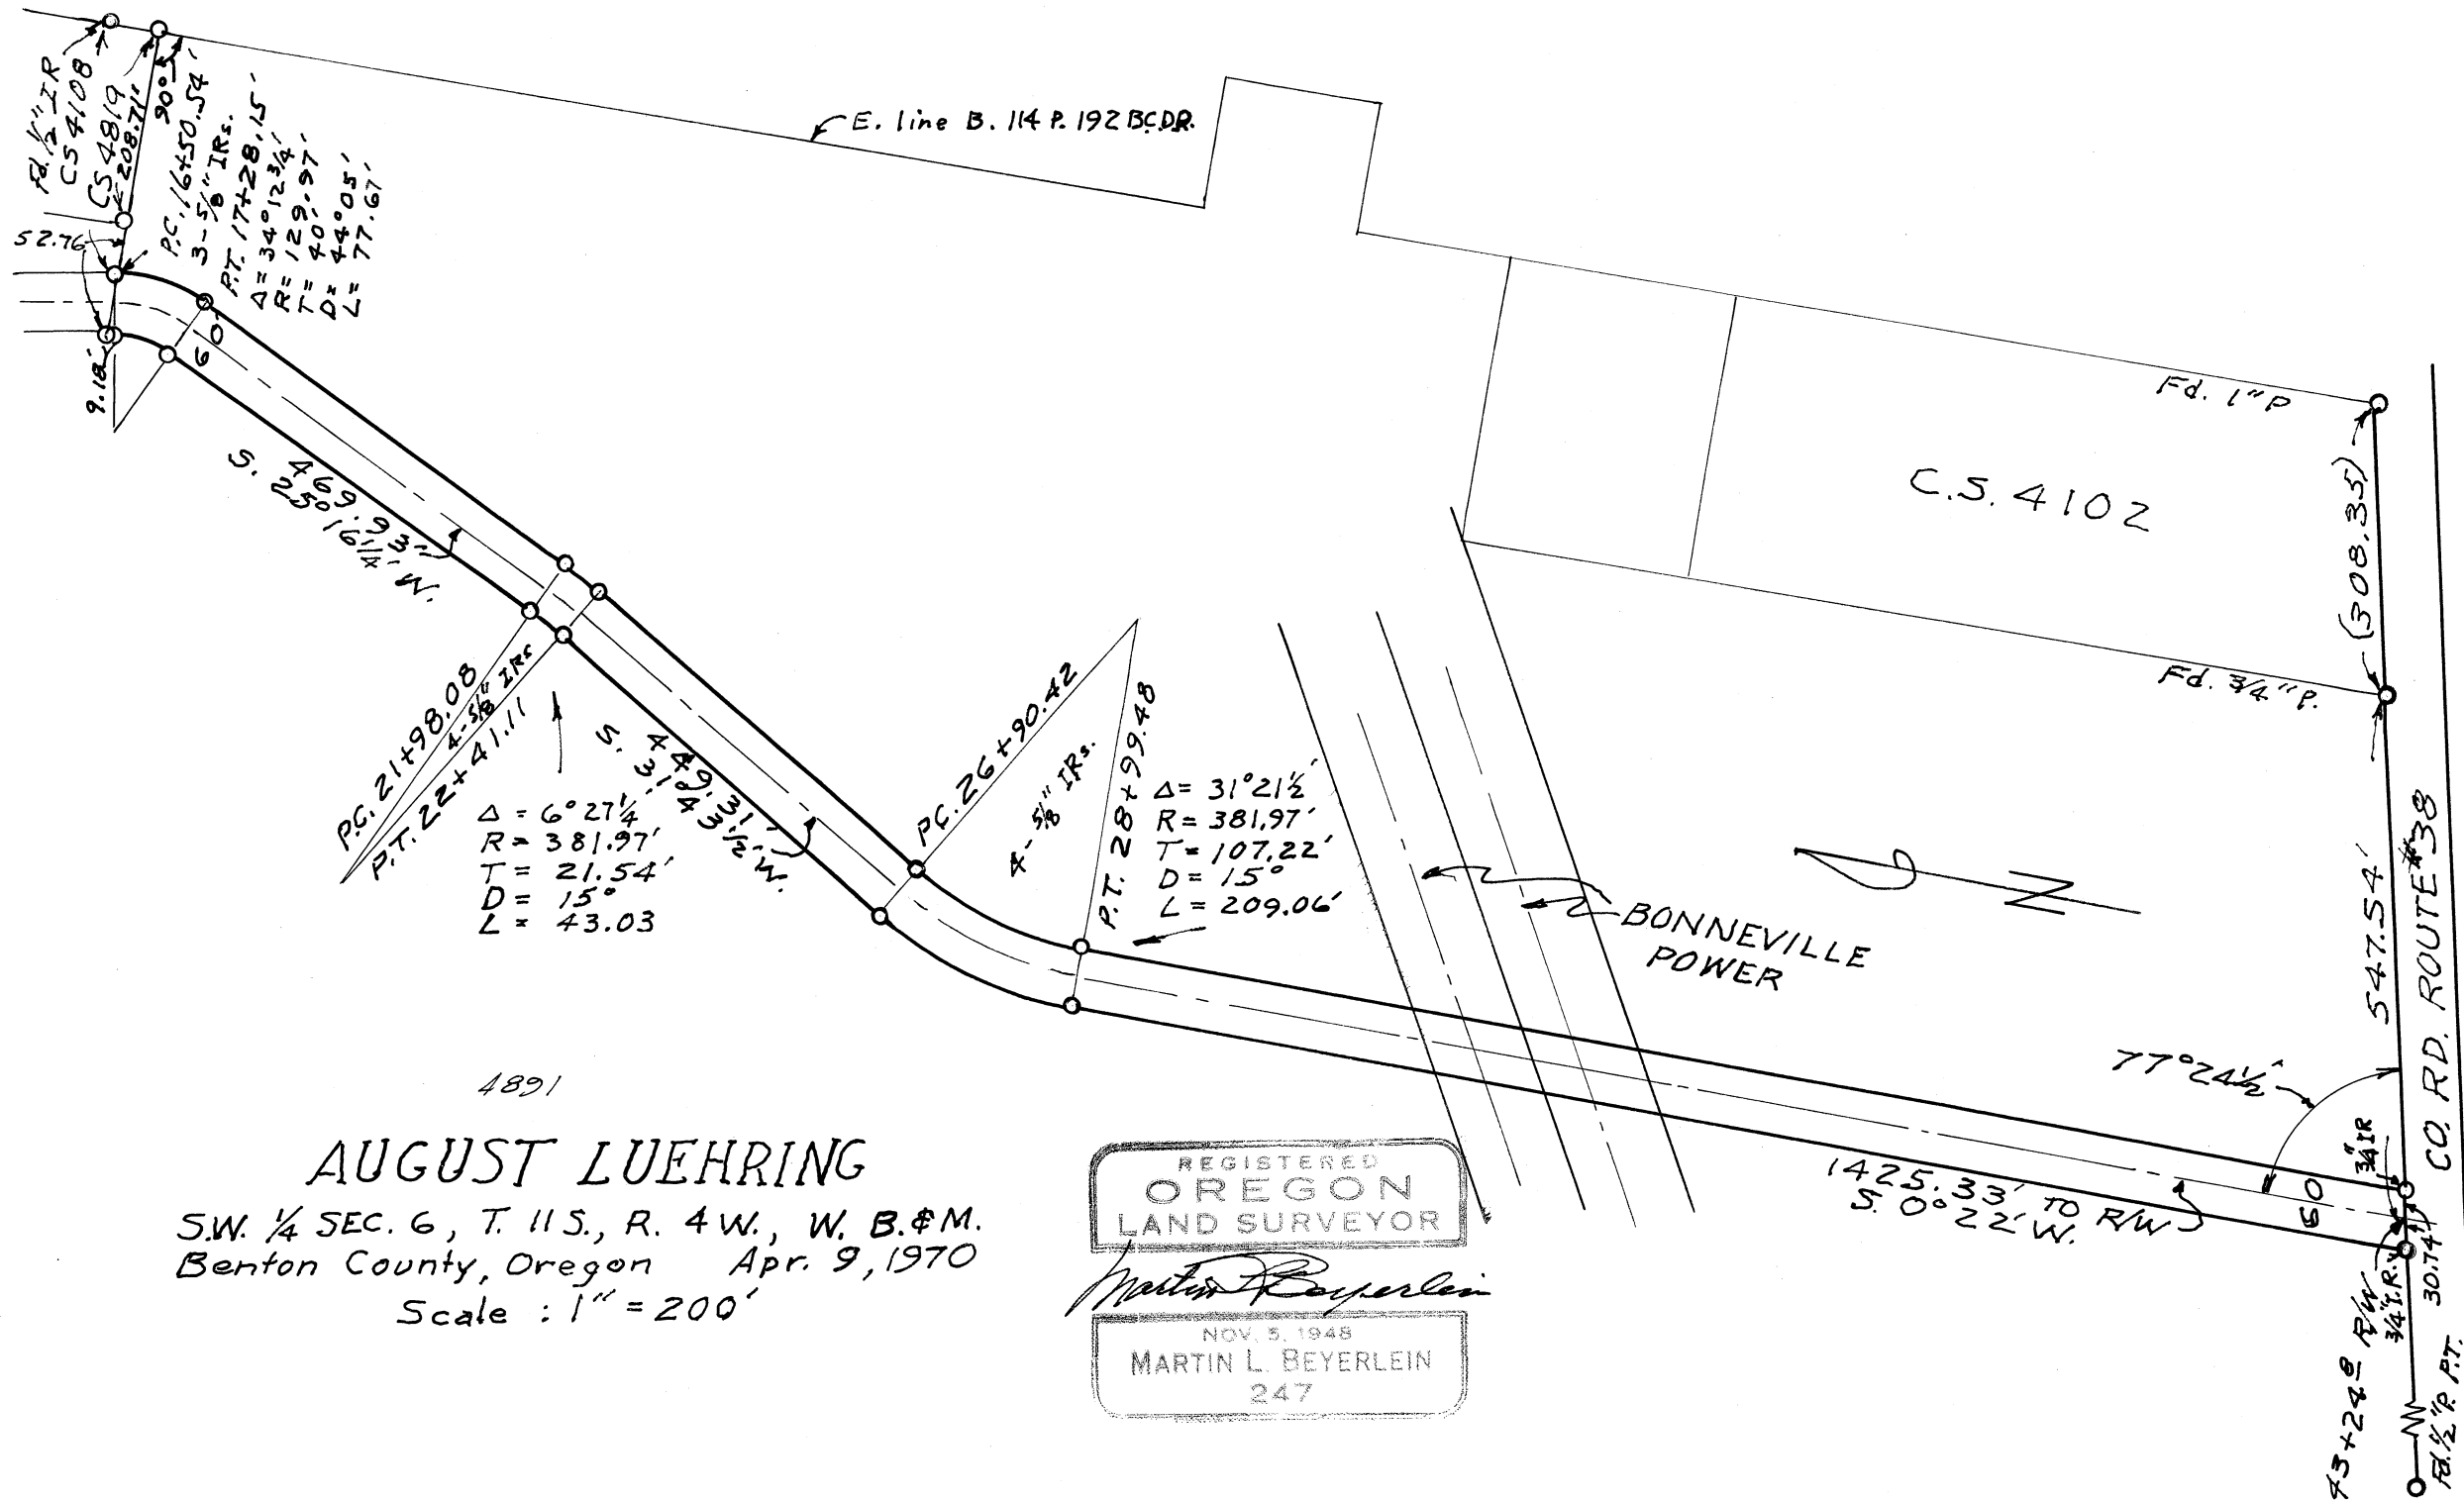 Fd. 1/2" IR
CS 4108
CS 4819
208.71'
90°
P.C. 16+50.54'
3-5/8" IRs.
P.T. 17+28.15'
Δ= 34°12 3/4'
R= 129.97'
T= 40.97'
D= 44°05'
L= 77.61'
52.76
9.18'
60'
E. line B. 114 P. 192 B.C.D.R.
469.93'
S. 25°16 1/4' W.
P.C. 21+98.08
4-5/8" IRs
P.T. 22+41.11
Δ = 6°27 1/4'
R = 381.97'
T = 21.54'
D = 15°
L = 43.03
449.31'
S. 31°43 1/2' W.
P.C. 26+90.42
4-5/8" IRs.
P.T. 28+99.48
Δ= 31°21 1/2'
R= 381.97'
T= 107.22'
D= 15°
L= 209.06'
BONNEVILLE
POWER
C.S. 4102
Fd. 1" P
(308.35)
Fd. 3/4" P.
N
547.54'
CO. RD. ROUTE #38
77°24 1/2'
1425.33' TO R/W
S. 0°22' W.
60
3/4" IR
3/4" I.R.
30.74'
43+24.8 R/W
Fd. 1/2" P. P.T.
4891
AUGUST LUEHRING
S.W. 1/4 SEC. 6, T. 11 S., R. 4 W., W. B. & M.
Benton County, Oregon Apr. 9, 1970
Scale : 1" = 200'
REGISTERED
OREGON
LAND SURVEYOR
Martin L Beyerlein
NOV. 5, 1948
MARTIN L. BEYERLEIN
247